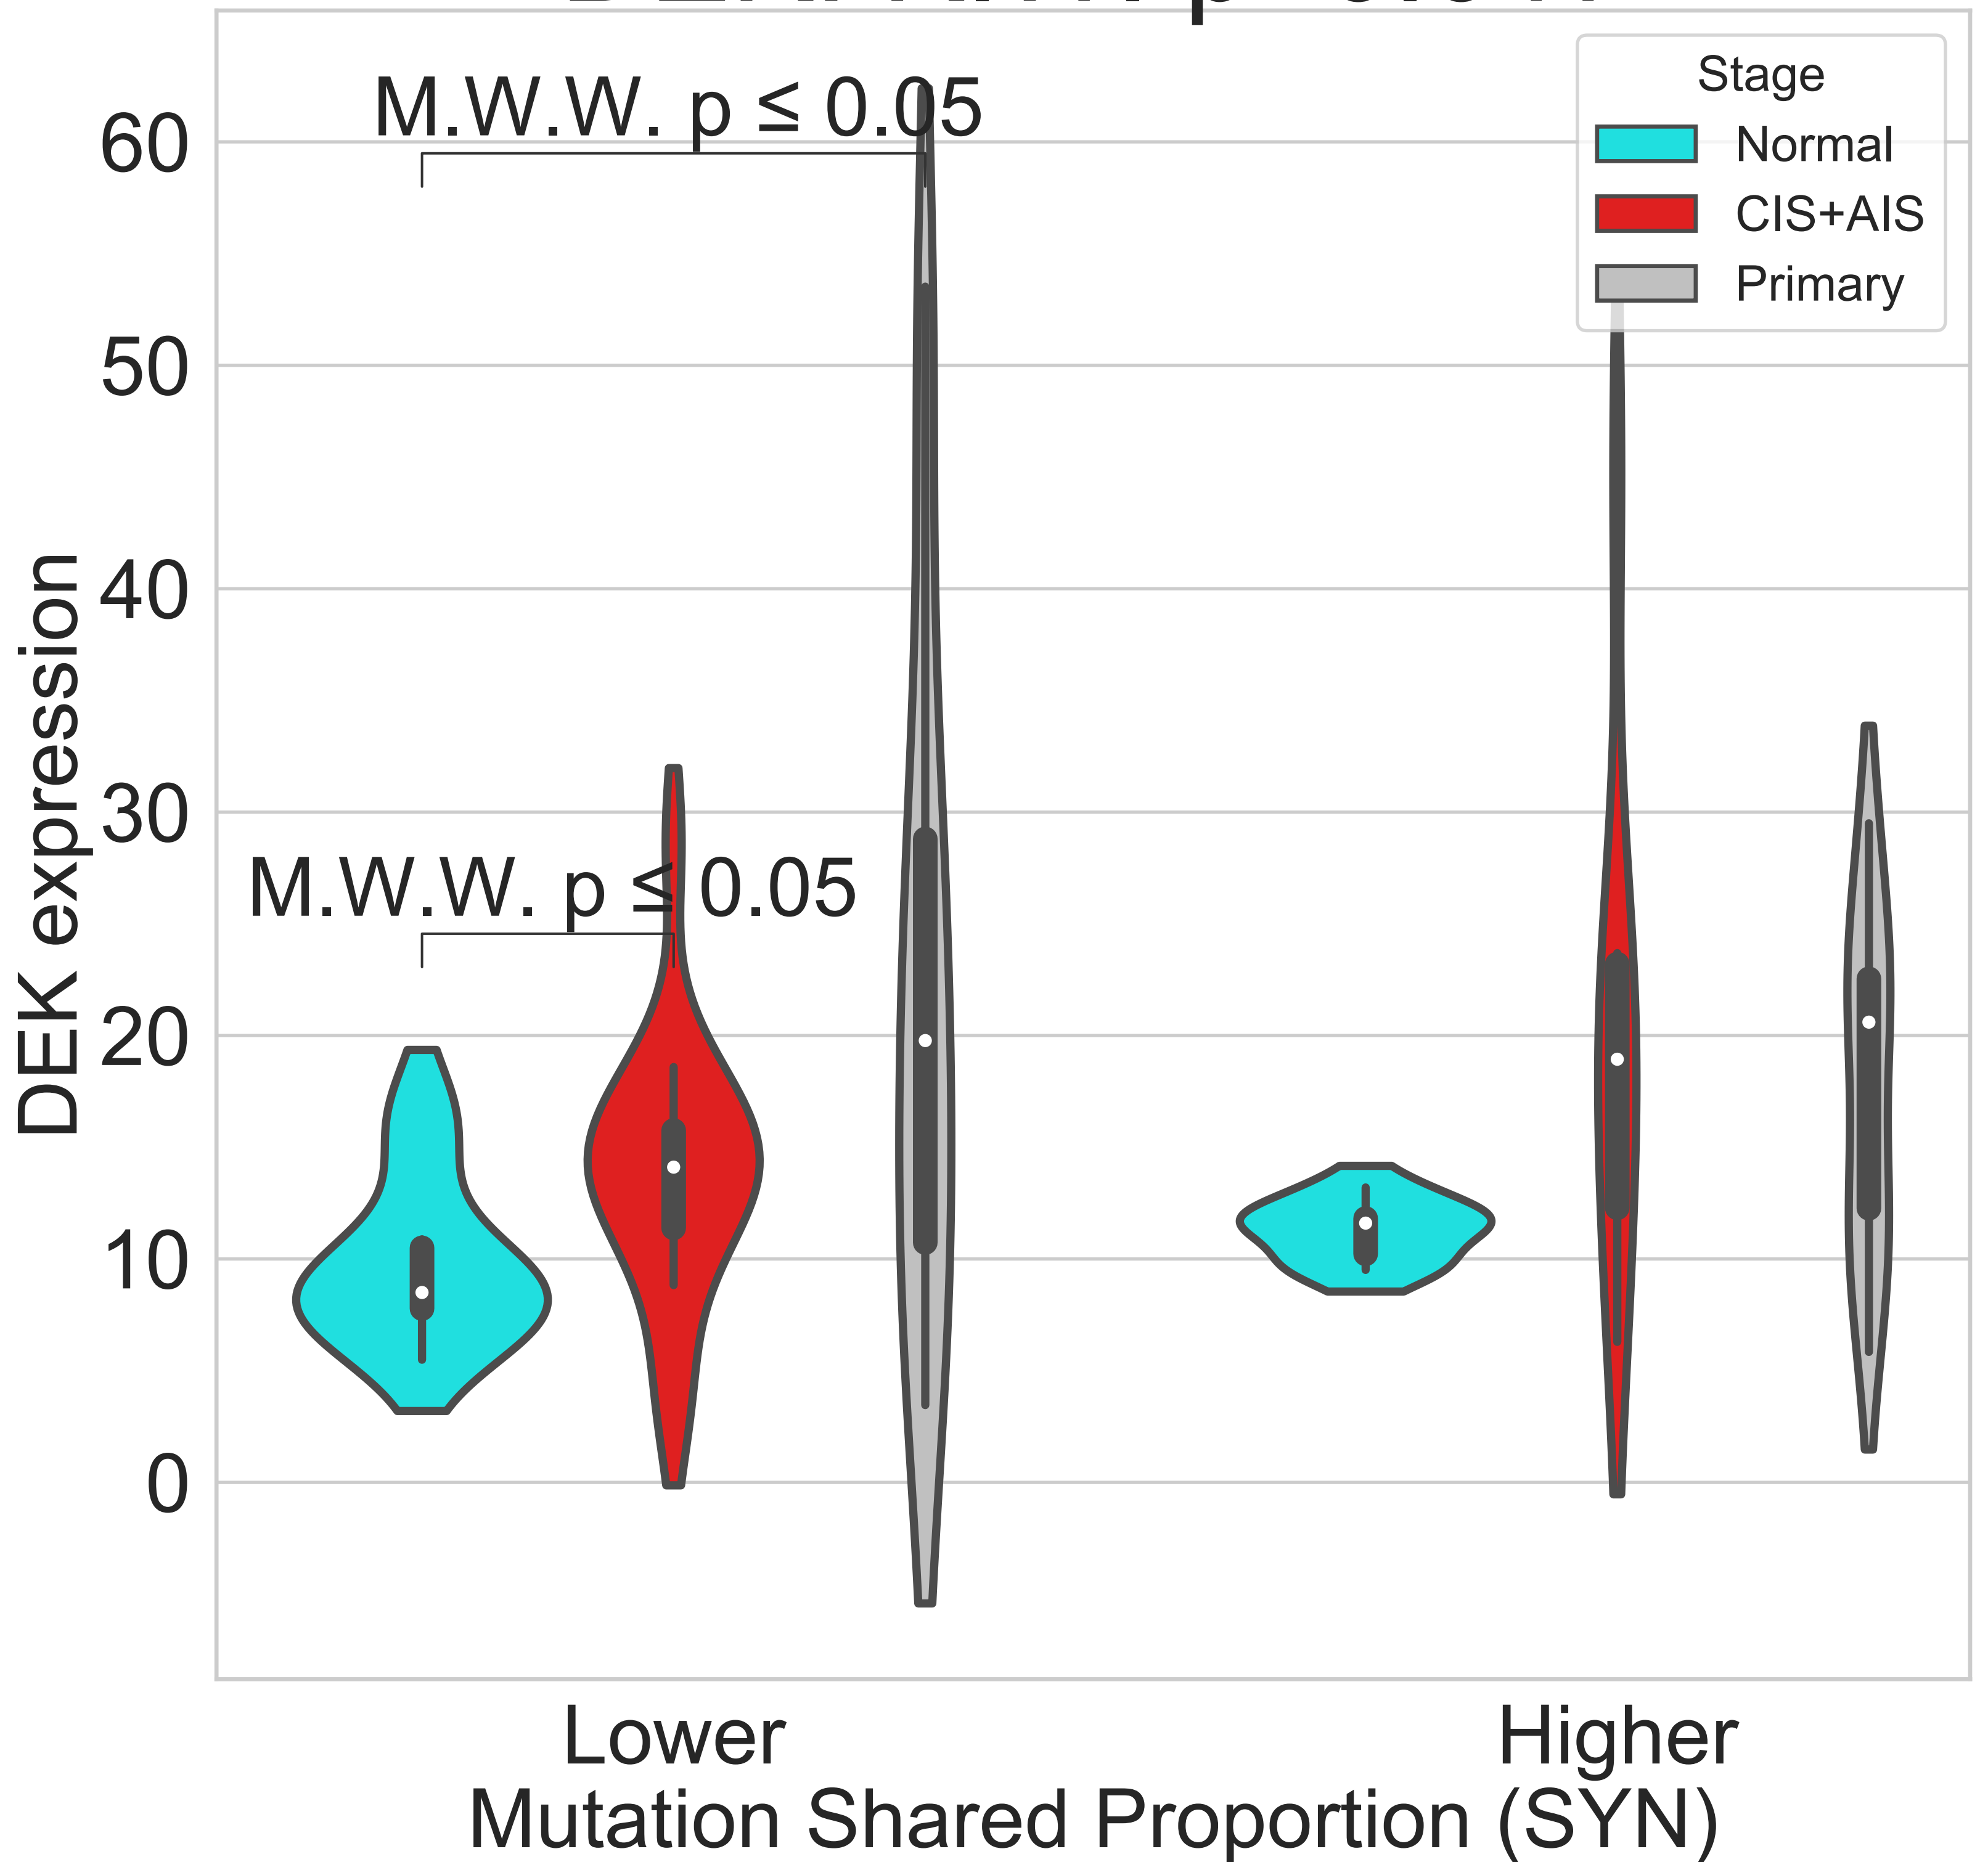 M.W.W. p ≤ 0.05
Stage
Normal
CIS+AIS
Primary
60
50
40
30
20
10
0
DEK expression
M.W.W. p ≤ 0.05
Lower
Higher
Mutation Shared Proportion (SYN)